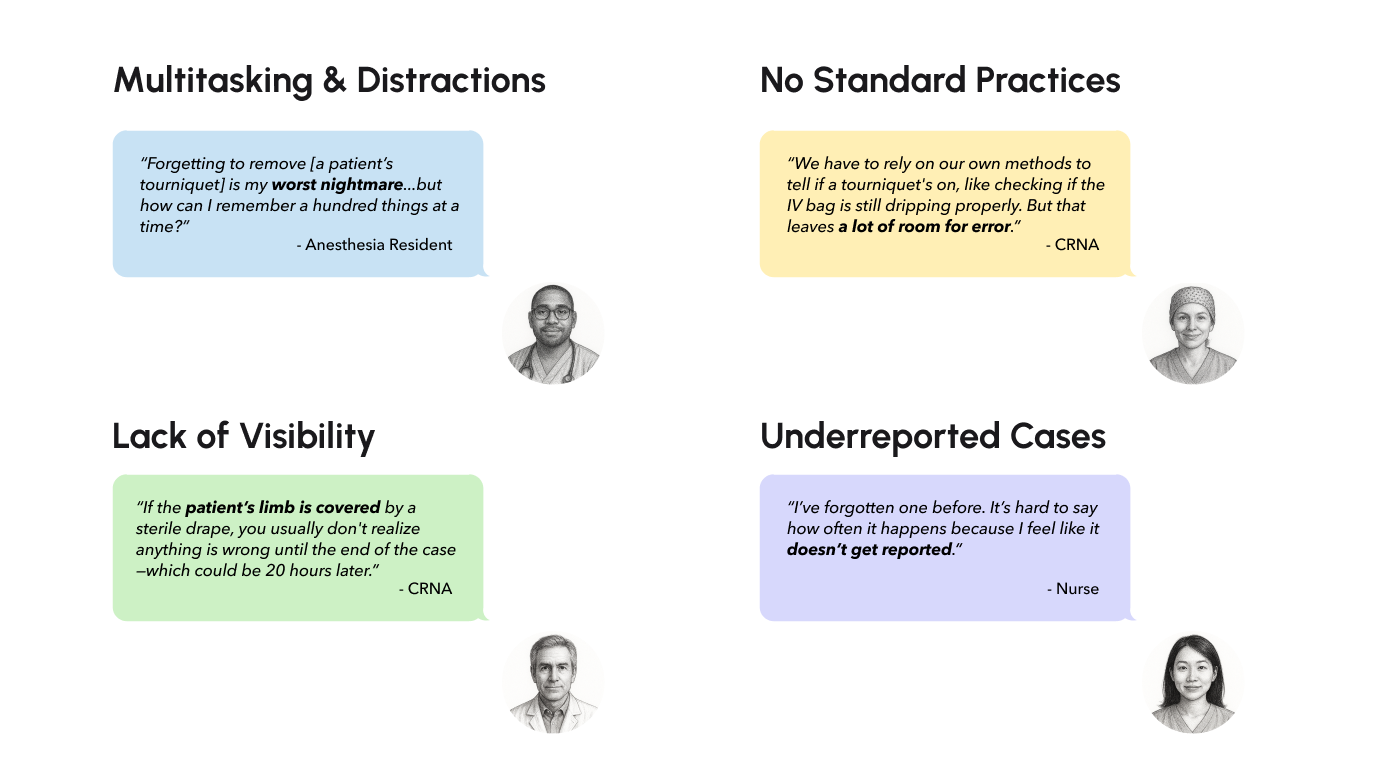 Multitasking & Distractions
“Forgetting to remove [a patient’s
tourniquet] is my worst nightmare...but
how can I remember a hundred things at a
time?”
- Anesthesia Resident
No Standard Practices
“We have to rely on our own methods to
tell if a tourniquet's on, like checking if the
IV bag is still dripping properly. But that
leaves a lot of room for error.”
- CRNA
Lack of Visibility
“If the patient’s limb is covered by a
sterile drape, you usually don't realize
anything is wrong until the end of the case
—which could be 20 hours later.”
- CRNA
Underreported Cases
“I’ve forgotten one before. It’s hard to say
how often it happens because I feel like it
doesn’t get reported.”
- Nurse